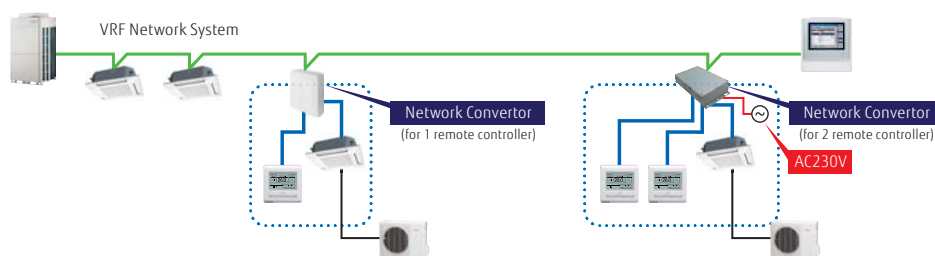 VRF Network System
Network Convertor
(for 1 remote controller)
Network Convertor
(for 2 remote controller)
AC230V